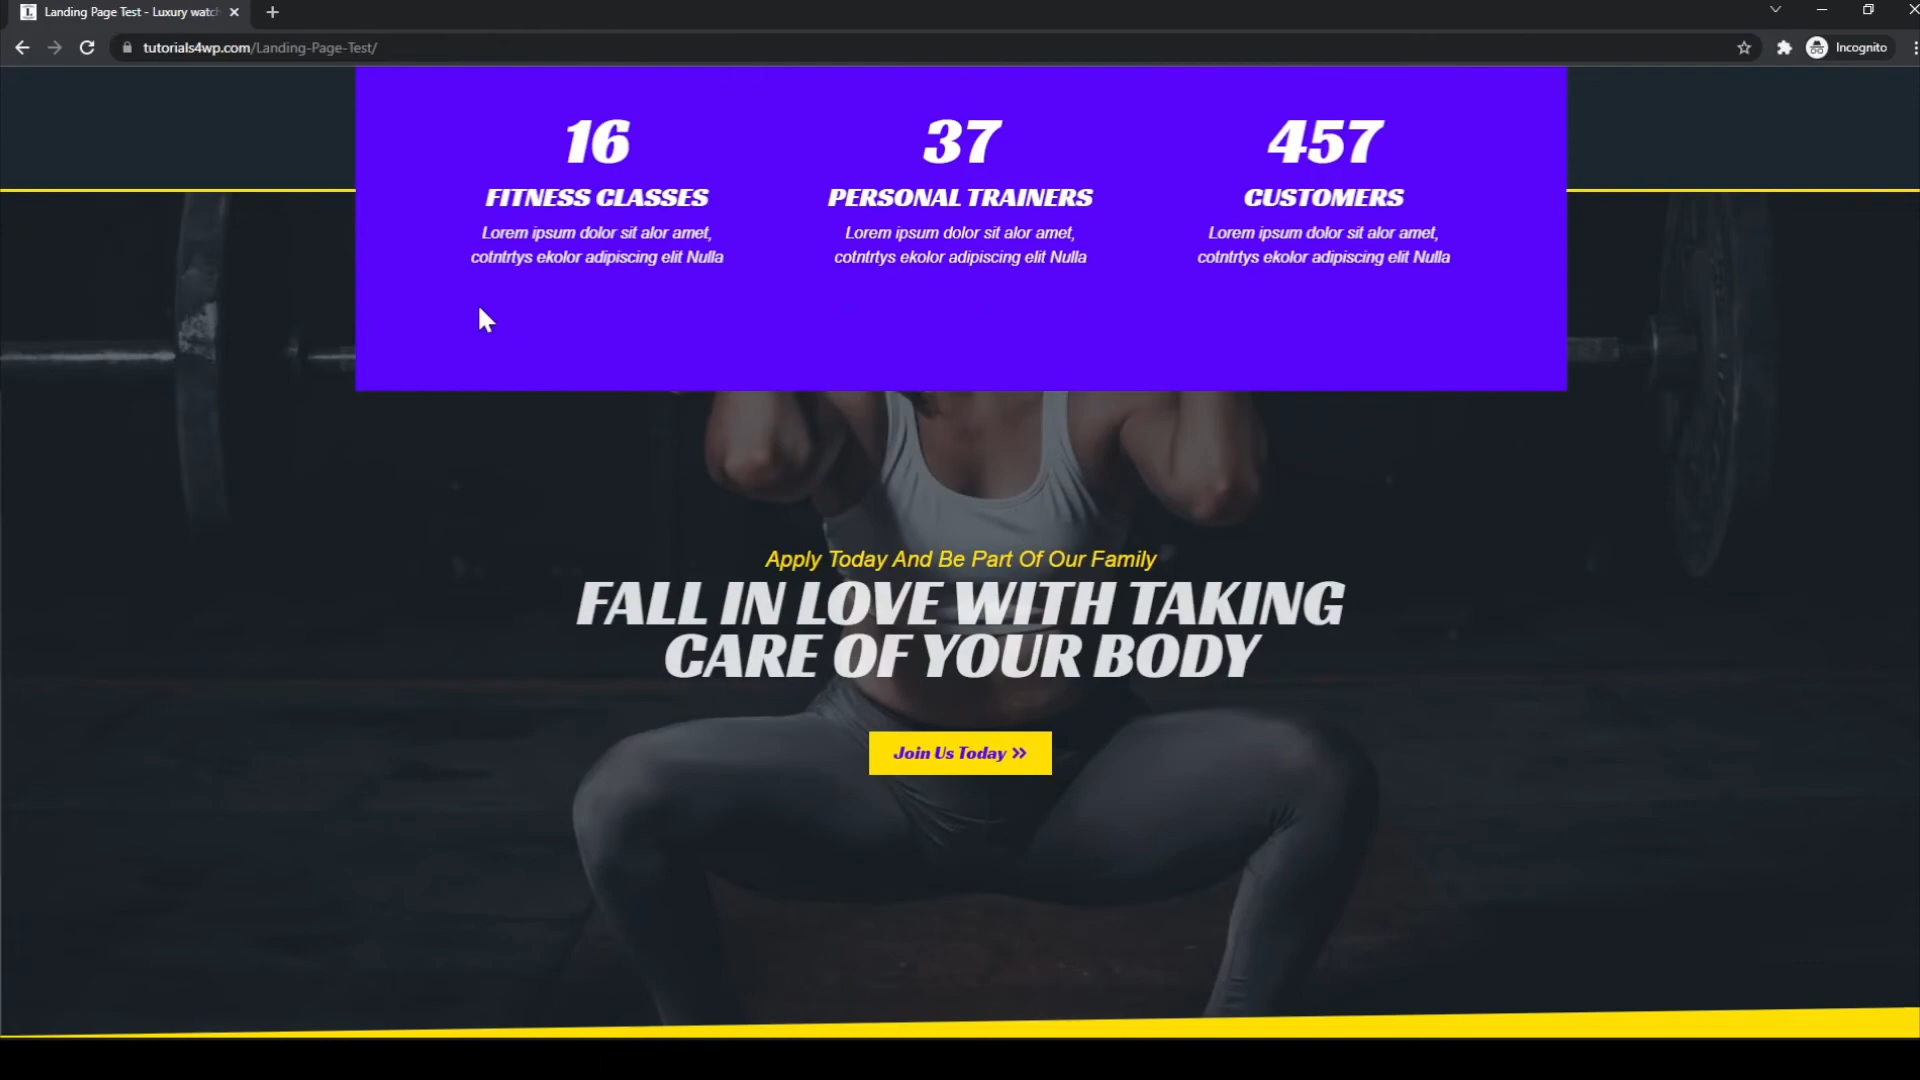 Landing Page Test - Luxury watch
tutorials4wp.com/Landing-Page-Test/
Incognito
16
FITNESS CLASSES
Lorem ipsum dolor sit alor amet,
cotntrtys ekolor adipiscing elit Nulla
37
PERSONAL TRAINERS
Lorem ipsum dolor sit alor amet,
cotntrtys ekolor adipiscing elit Nulla
457
CUSTOMERS
Lorem ipsum dolor sit alor amet,
cotntrtys ekolor adipiscing elit Nulla
Apply Today And Be Part Of Our Family
FALL IN LOVE WITH TAKING
CARE OF YOUR BODY
Join Us Today »